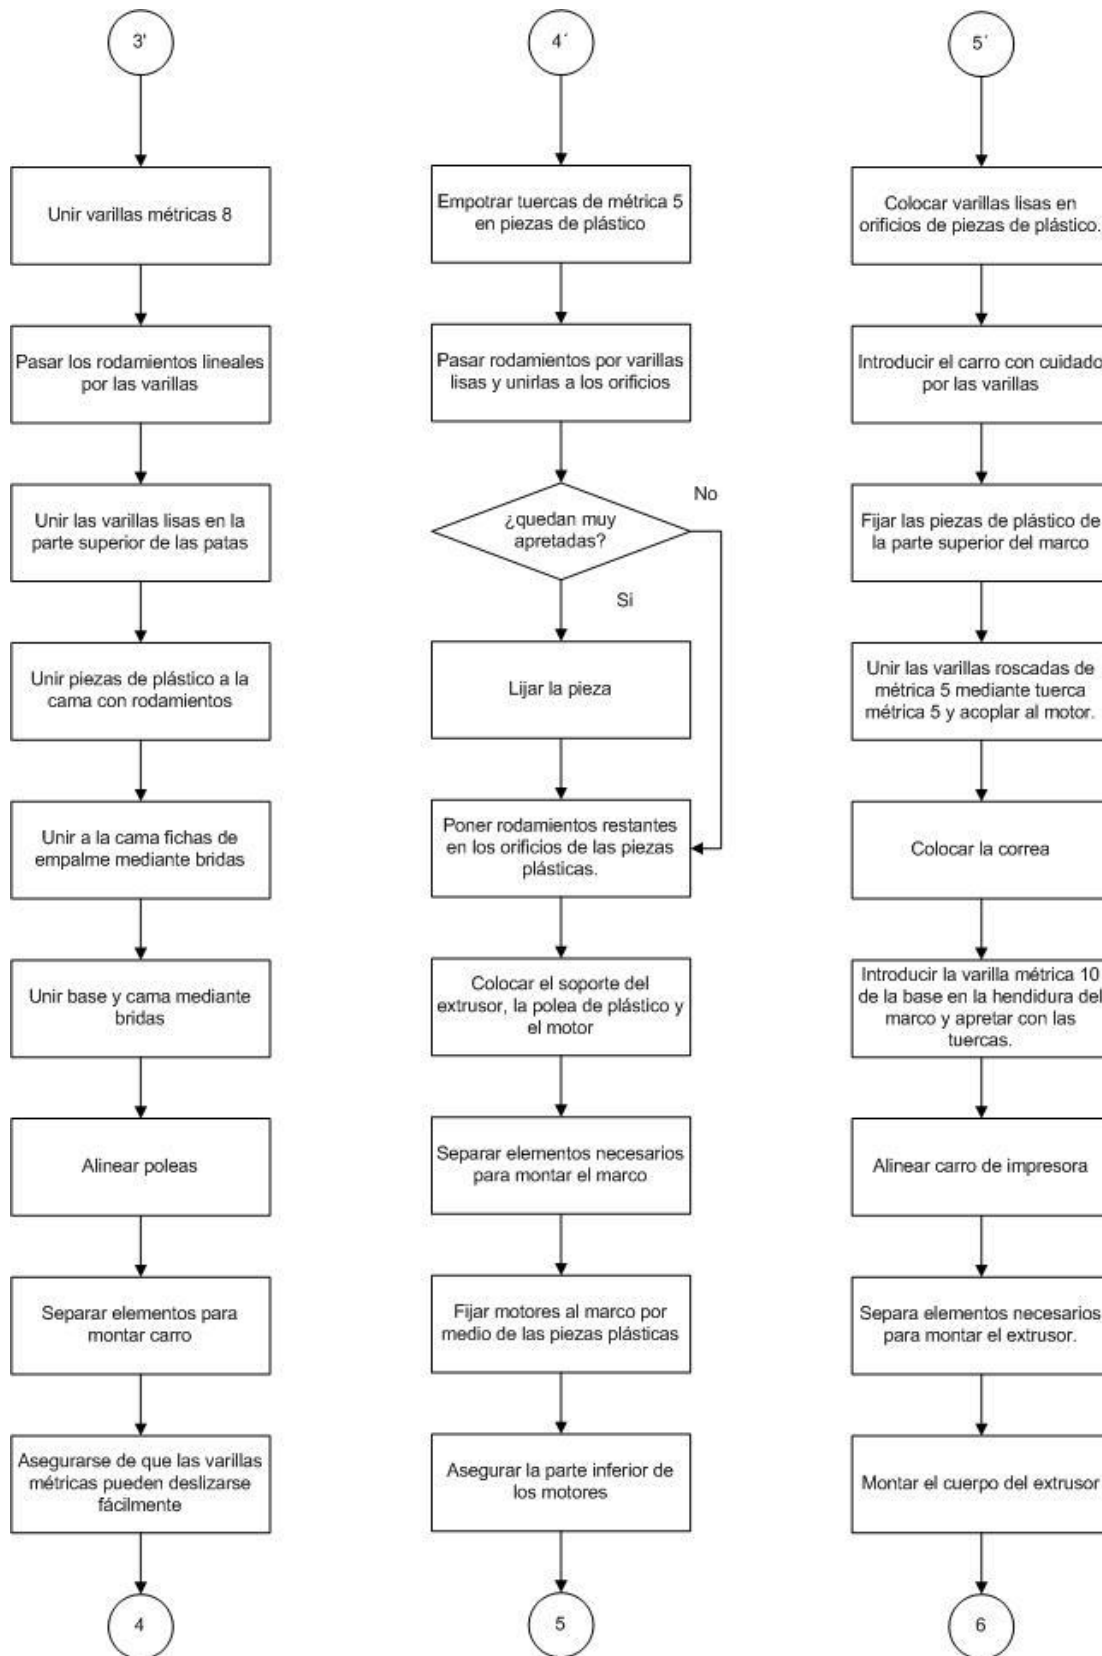 3'
Unir varillas métricas 8
Pasar los rodamientos lineales
por las varillas
Unir las varillas lisas en la
parte superior de las patas
Unir piezas de plástico a la
cama con rodamientos
Unir a la cama fichas de
empalme mediante bridas
Unir base y cama mediante
bridas
Alinear poleas
Separar elementos para
montar carro
Asegurarse de que las varillas
métricas pueden deslizarse
fácilmente
4
4´
Empotrar tuercas de métrica 5
en piezas de plástico
Pasar rodamientos por varillas
lisas y unirlas a los orificios
¿quedan muy
apretadas?
No
Si
Lijar la pieza
Poner rodamientos restantes
en los orificios de las piezas
plásticas.
Colocar el soporte del
extrusor, la polea de plástico y
el motor
Separar elementos necesarios
para montar el marco
Fijar motores al marco por
medio de las piezas plásticas
Asegurar la parte inferior de
los motores
5
5´
Colocar varillas lisas en
orificios de piezas de plástico.
Introducir el carro con cuidado
por las varillas
Fijar las piezas de plástico de
la parte superior del marco
Unir las varillas roscadas de
métrica 5 mediante tuerca
métrica 5 y acoplar al motor.
Colocar la correa
Introducir la varilla métrica 10
de la base en la hendidura del
marco y apretar con las
tuercas.
Alinear carro de impresora
Separa elementos necesarios
para montar el extrusor.
Montar el cuerpo del extrusor
6